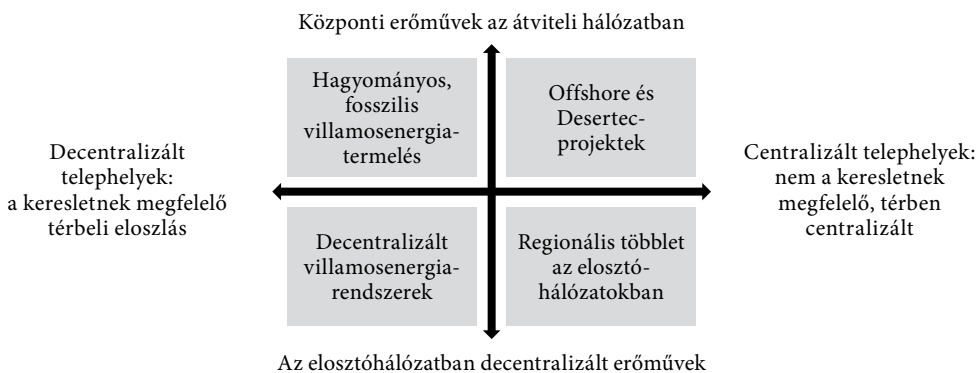 Központi erőművek az átviteli hálózatban
Hagyományos,
fosszilis
villamosenergia-
termelés
Offshore és
Desertec-
projektek
Decentralizált
telephelyek:
a keresletnek megfelelő
térbeli eloszlás
Centralizált telephelyek:
nem a keresletnek
megfelelő, térben
centralizált
Decentralizált
villamosenergia-
rendszerek
Regionális többlet
az elosztó-
hálózatokban
Az elosztóhálózatban decentralizált erőművek